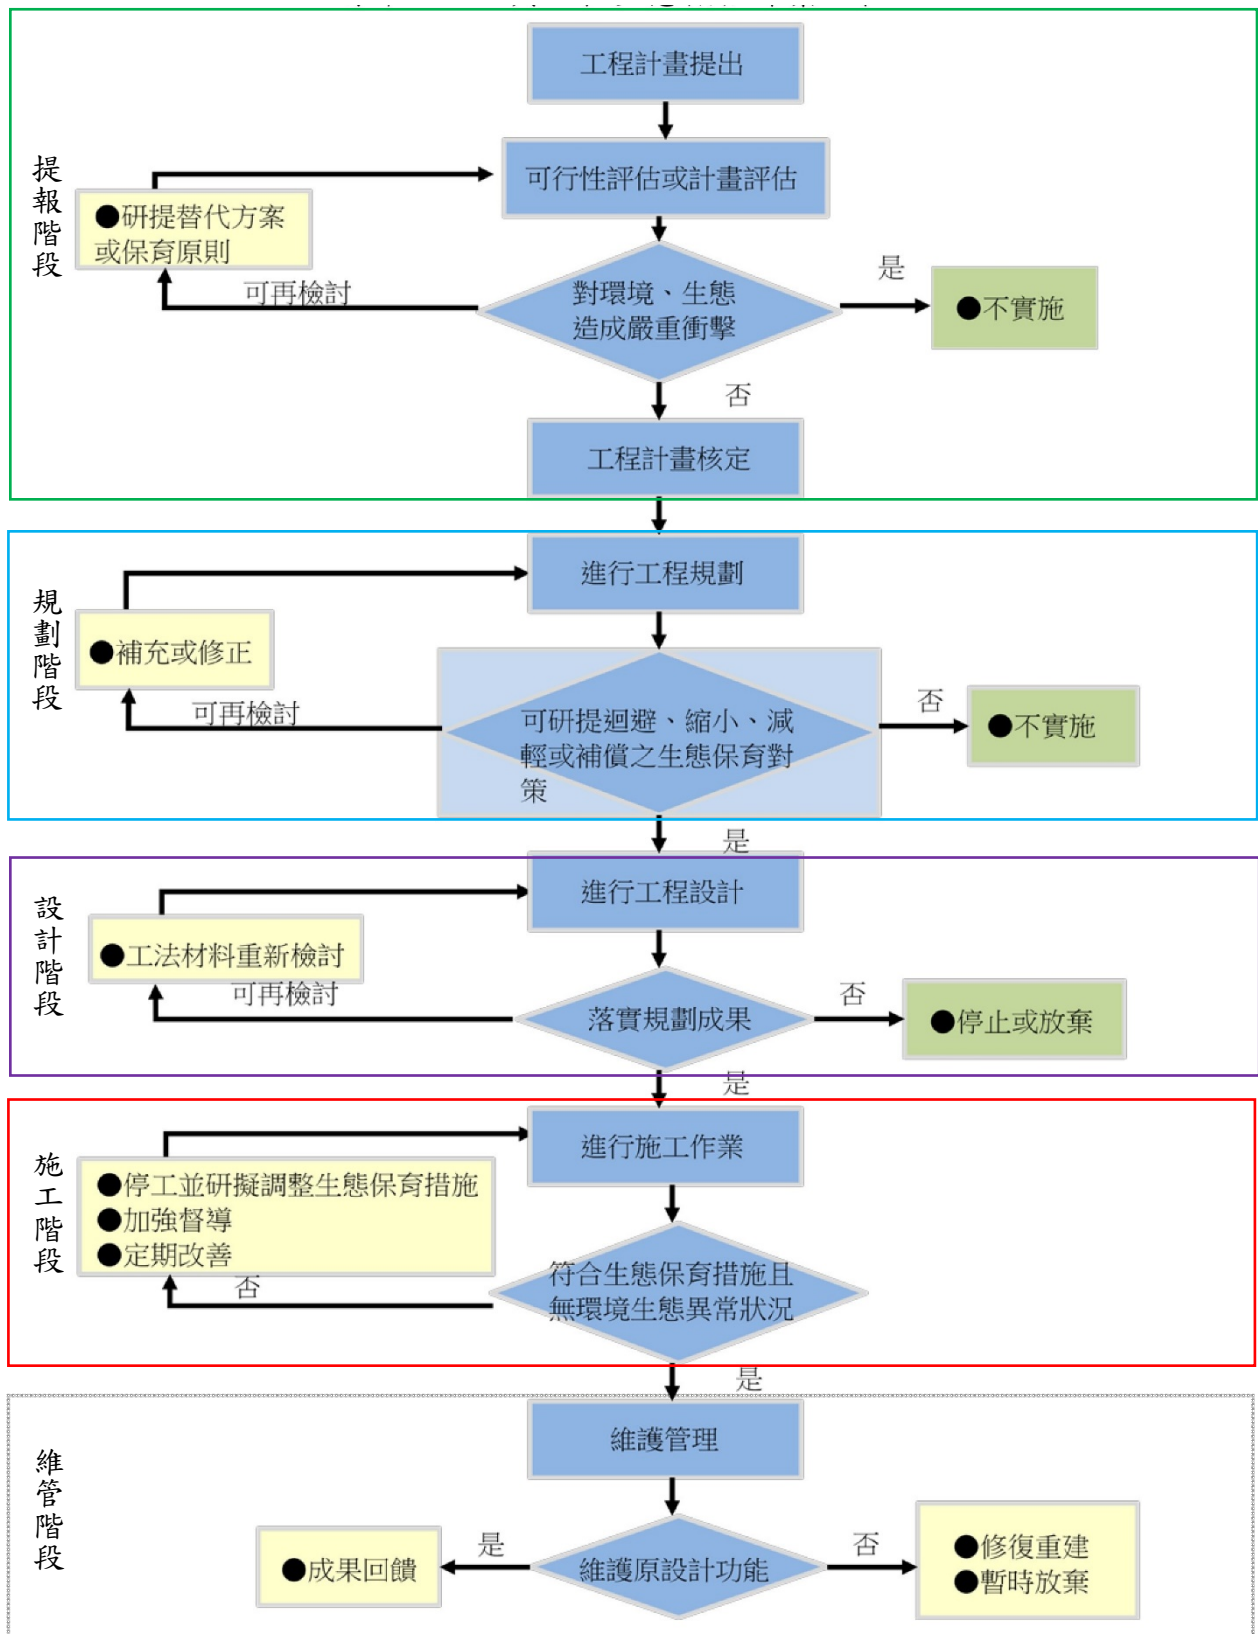 工程計畫提出
提報階段
可行性評估或計畫評估
●研提替代方案
或保育原則
可再檢討
對環境、生態
造成嚴重衝擊
是
●不實施
否
工程計畫核定
規劃階段
進行工程規劃
●補充或修正
可再檢討
可研提迴避、縮小、減
輕或補償之生態保育對
策
否
●不實施
是
設計階段
進行工程設計
●工法材料重新檢討
可再檢討
落實規劃成果
否
●停止或放棄
是
施工階段
進行施工作業
●停工並研擬調整生態保育措施
●加強督導
●定期改善
否
符合生態保育措施且
無環境生態異常狀況
是
維管階段
維護管理
●成果回饋
是
維護原設計功能
否
●修復重建
●暫時放棄